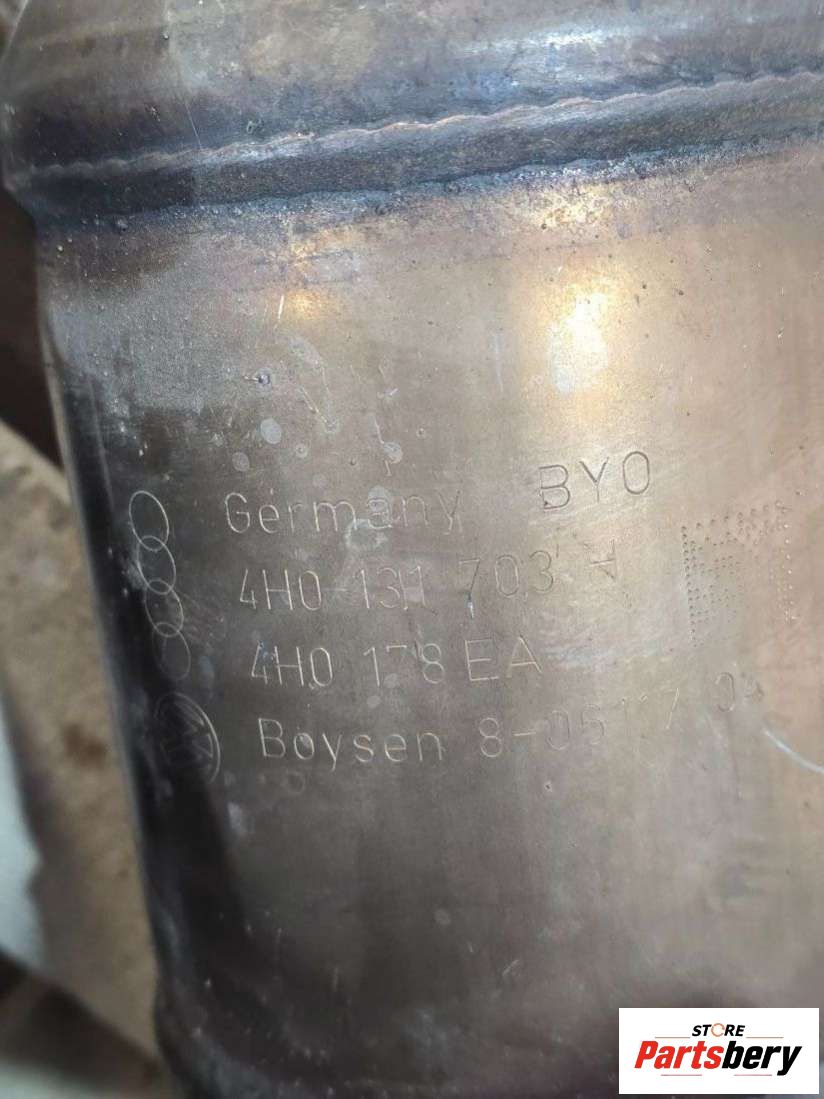 Germany BYO
4H0 131 703 H
4H0 178 EA
Boysen
STORE
Partsbery